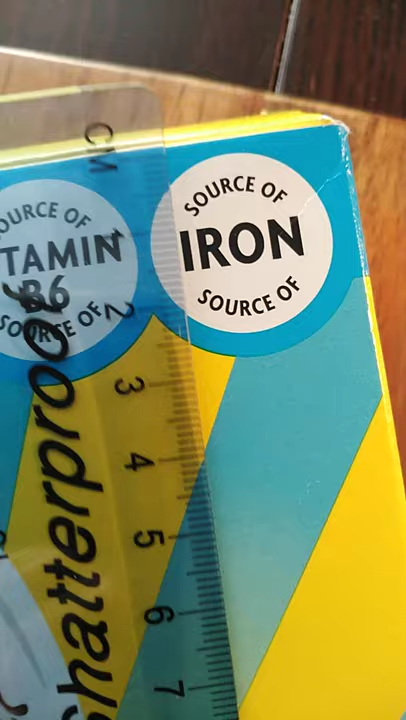 SOURCE OF
IRON
SOURCE OF
OURCE OF
TAMIN
B6
SOURCE OF
CM
1
2
3
4
5
6
7
shatterproof